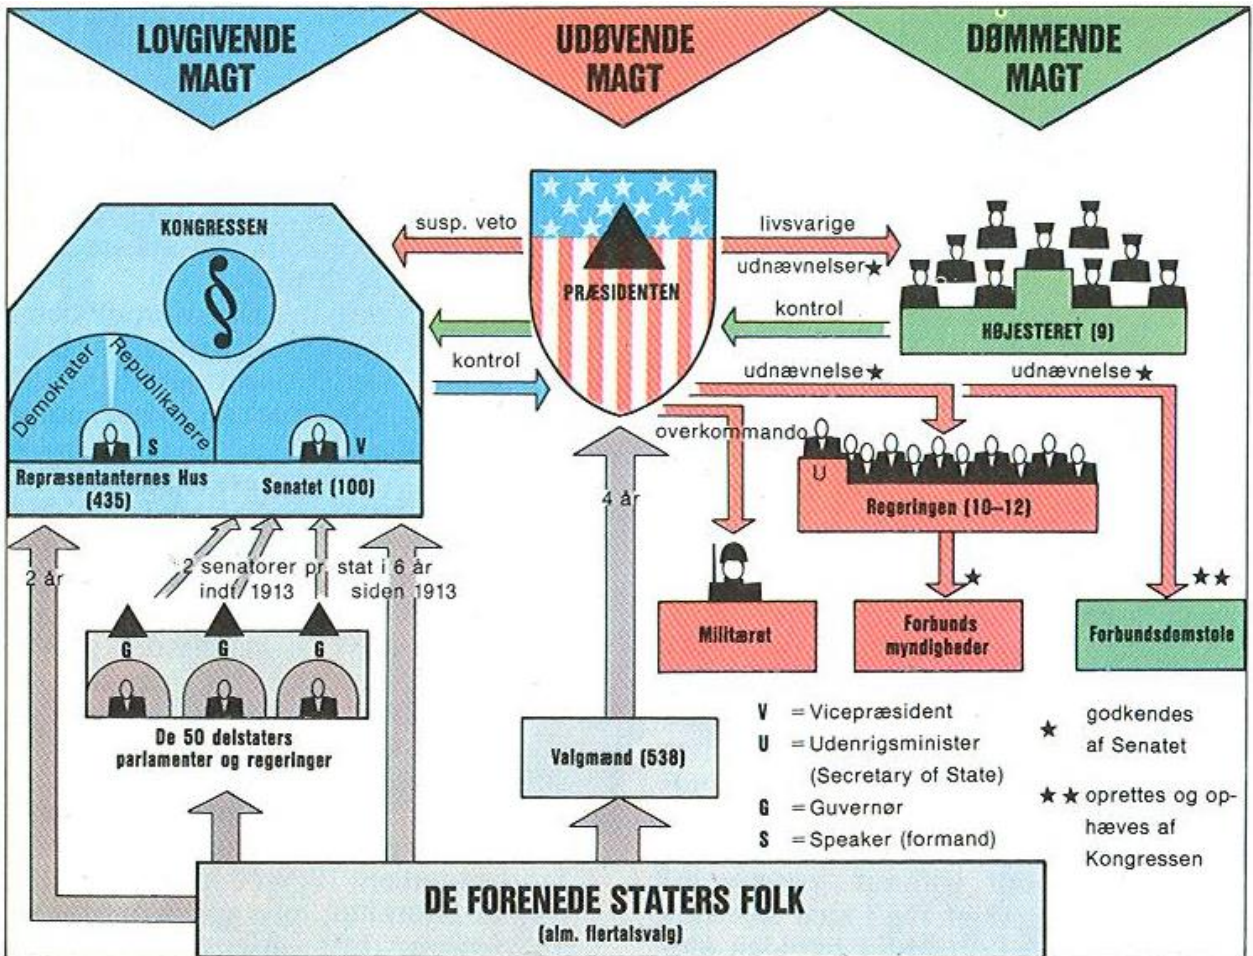 LOVGIVENDE
MAGT
UDØVENDE
MAGT
DØMMENDE
MAGT
KONGRESSEN
§
Demokrater
Republikanere
S
V
Repræsentanternes Hus
(435)
Senatet (100)
susp. veto
kontrol
PRÆSIDENTEN
livsvarige
udnævnelser★
kontrol
HØJESTERET (9)
udnævnelse★
udnævnelse★
overkommando
U
Regeringen (10–12)
2 år
2 senatorer pr. stat i 6 år
indt. 1913
siden 1913
4 år
G
G
G
De 50 delstaters
parlamenter og regeringer
Militæret
★
Forbunds
myndigheder
★★
Forbundsdomstole
Valgmænd (538)
V = Vicepræsident
U = Udenrigsminister
(Secretary of State)
G = Guvernør
S = Speaker (formand)
★ godkendes
af Senatet
★★ oprettes og op-
hæves af
Kongressen
DE FORENEDE STATERS FOLK
(alm. flertalsvalg)